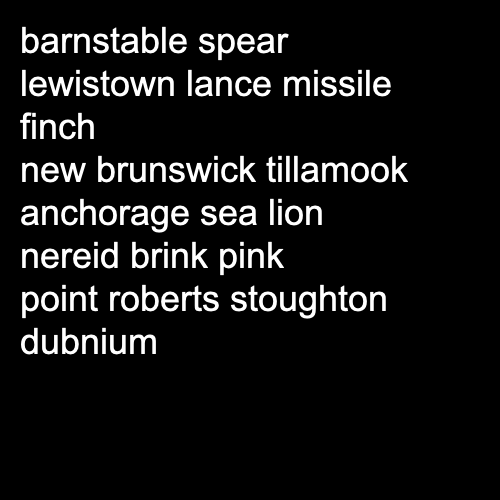 barnstable spear
lewistown lance missile
finch
new brunswick tillamook
anchorage sea lion
nereid brink pink
point roberts stoughton
dubnium